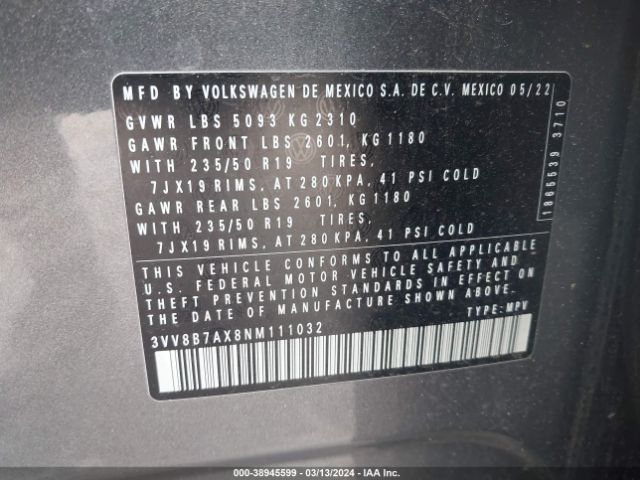 MFD BY VOLKSWAGEN DE MEXICO S.A. DE C.V. MEXICO 05/22
GVWR LBS 5093 KG 2310
GAWR FRONT LBS 2601, KG 1180
WITH 235/50 R19 TIRES,
7JX19 RIMS, AT 280 KPA, 41 PSI COLD
GAWR REAR LBS 2601, KG 1180
WITH 235/50 R19 TIRES,
7JX19 RIMS, AT 280 KPA, 41 PSI COLD
1865539 3710
THIS VEHICLE CONFORMS TO ALL APPLICABLE
U.S. FEDERAL MOTOR VEHICLE SAFETY AND
THEFT PREVENTION STANDARDS IN EFFECT ON
THE DATE OF MANUFACTURE SHOWN ABOVE.
3VV8B7AX8NM111032 TYPE: MPV
000-38945599 - 03/13/2024 - IAA Inc.